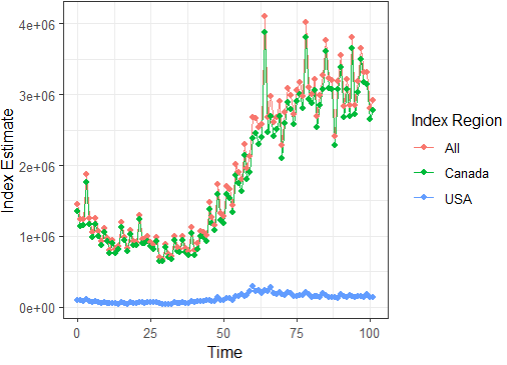 4e+06
3e+06
2e+06
1e+06
0e+00
Index Estimate
0 25 50 75 100
Time
Index Region
All
Canada
USA